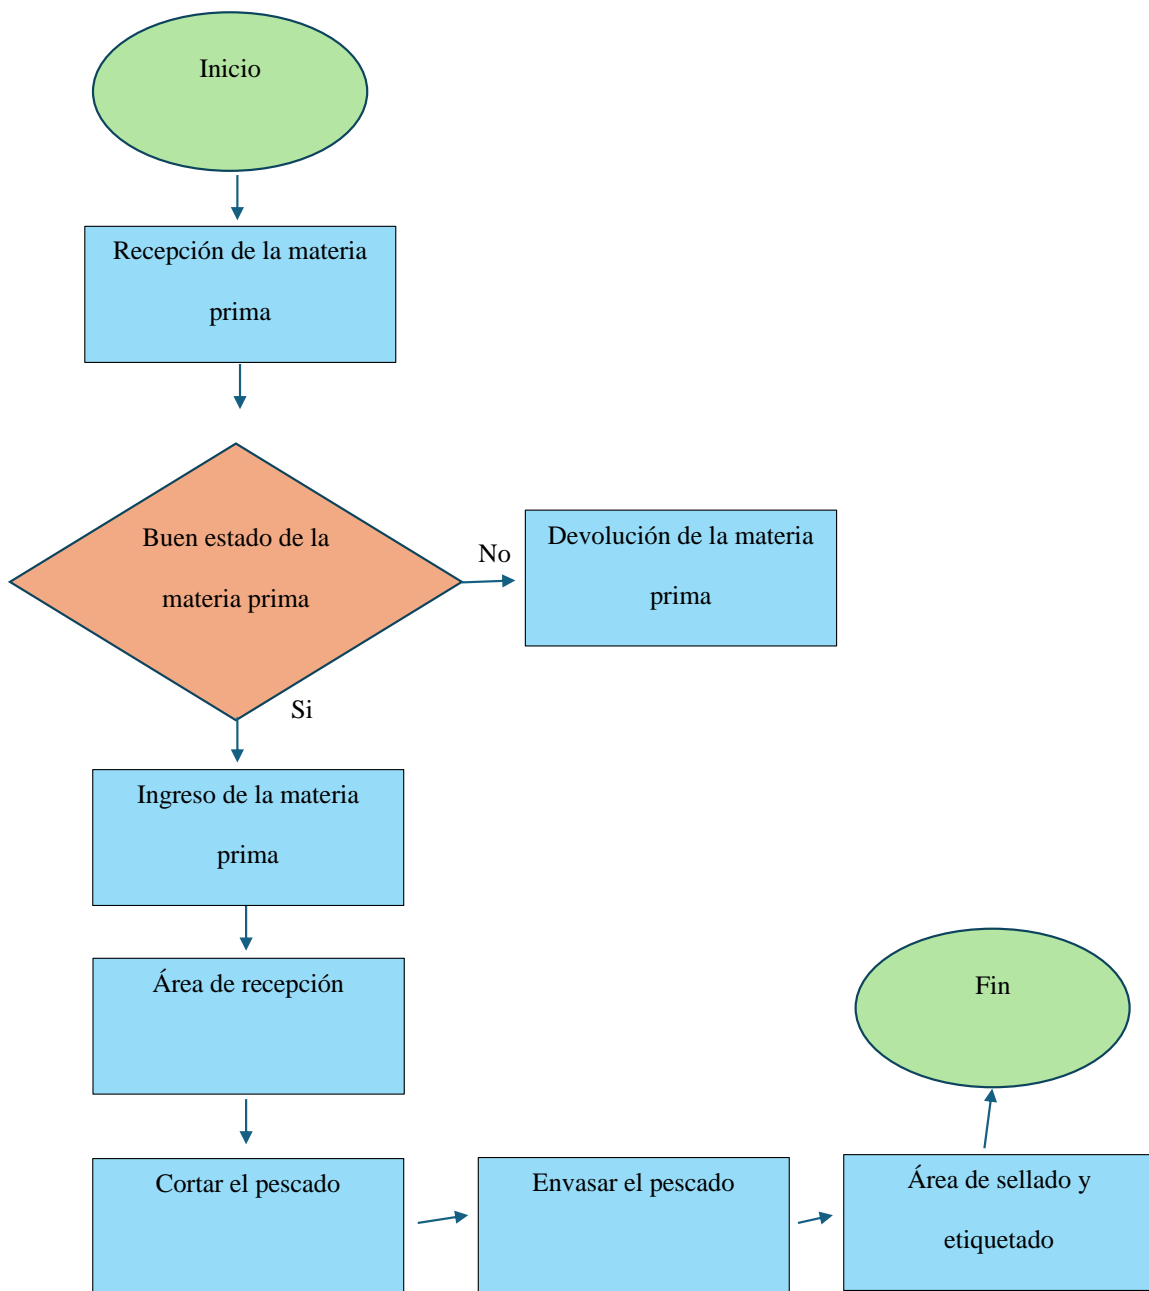 Inicio
Recepción de la materia
prima
Buen estado de la
materia prima
No
Devolución de la materia
prima
Si
Ingreso de la materia
prima
Área de recepción
Cortar el pescado
Envasar el pescado
Área de sellado y
etiquetado
Fin